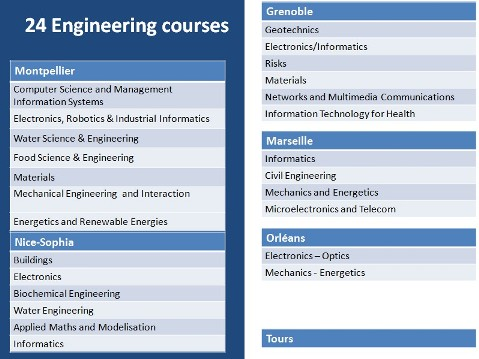 24 Engineering courses
Montpellier
Computer Science and Management
Information Systems
Electronics, Robotics & Industrial Informatics
Water Science & Engineering
Food Science & Engineering
Materials
Mechanical Engineering and Interaction
Energetics and Renewable Energies
Nice-Sophia
Buildings
Electronics
Biochemical Engineering
Water Engineering
Applied Maths and Modelisation
Informatics
Grenoble
Geotechnics
Electronics/Informatics
Risks
Materials
Networks and Multimedia Communications
Information Technology for Health
Marseille
Informatics
Civil Engineering
Mechanics and Energetics
Microelectronics and Telecom
Orléans
Electronics – Optics
Mechanics - Energetics
Tours